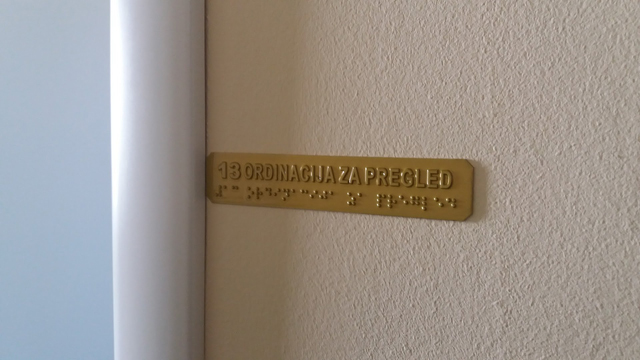 13 ORDINACIJA ZA PREGLED